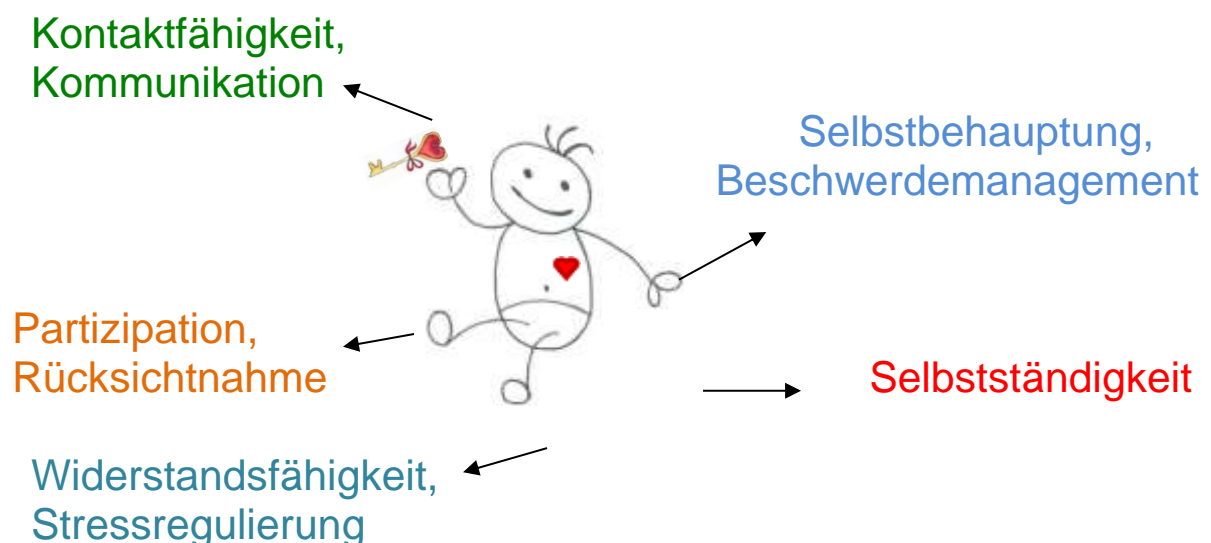 Kontaktfähigkeit,
Kommunikation
Selbstbehauptung,
Beschwerdemanagement
Partizipation,
Rücksichtnahme
Selbstständigkeit
Widerstandsfähigkeit,
Stressregulierung